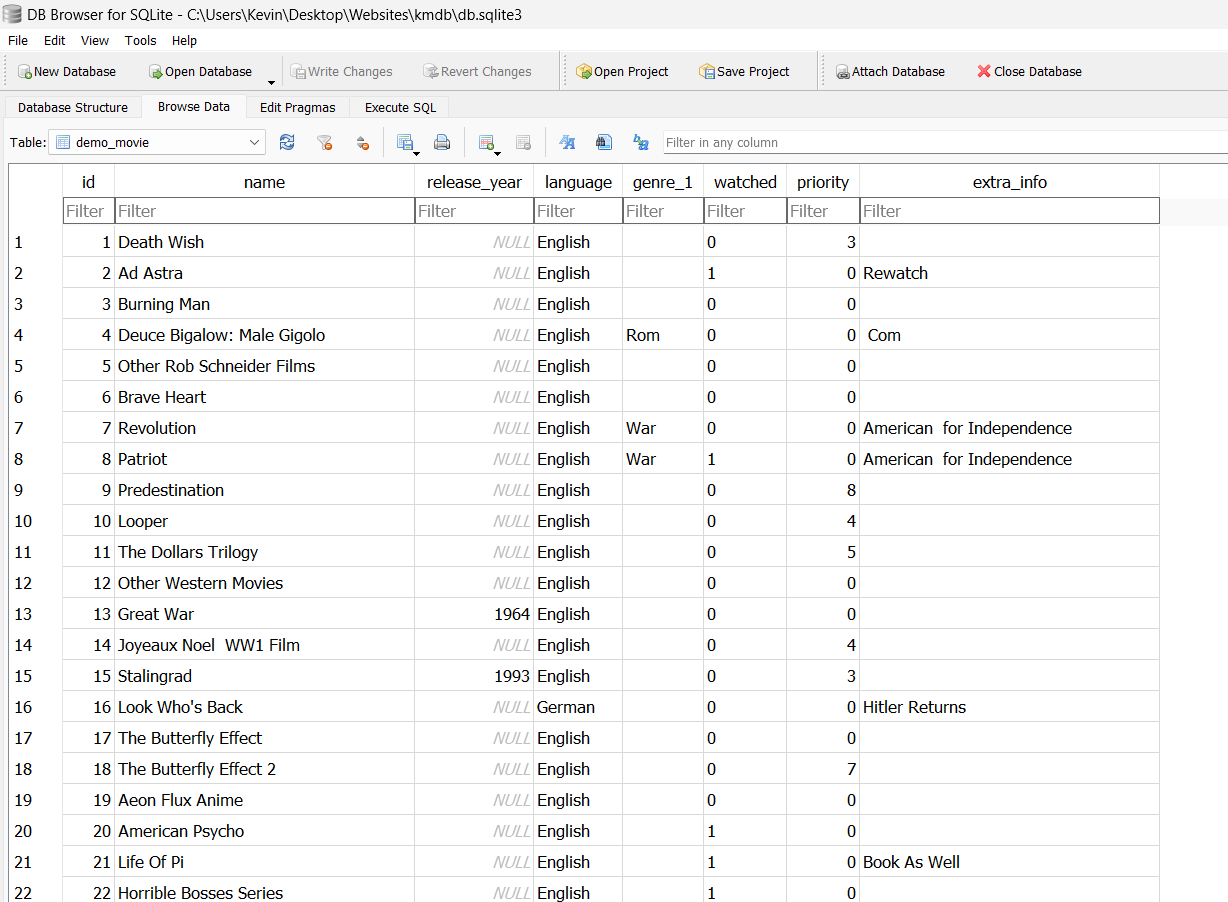 DB Browser for SQLite - C:\Users\Kevin\Desktop\Websites\kmdb\db.sqlite3
File Edit View Tools Help
New Database Open Database Write Changes Revert Changes Open Project Save Project Attach Database Close Database
Database Structure Browse Data Edit Pragmas Execute SQL
Table: demo_movie Filter in any column
id name release_year language genre_1 watched priority extra_info
Filter Filter Filter Filter Filter Filter Filter Filter
1 1 Death Wish NULL English 0 3
2 2 Ad Astra NULL English 1 0 Rewatch
3 3 Burning Man NULL English 0 0
4 4 Deuce Bigalow: Male Gigolo NULL English Rom 0 0 Com
5 5 Other Rob Schneider Films NULL English 0 0
6 6 Brave Heart NULL English 0 0
7 7 Revolution NULL English War 0 0 American  for Independence
8 8 Patriot NULL English War 1 0 American  for Independence
9 9 Predestination NULL English 0 8
10 10 Looper NULL English 0 4
11 11 The Dollars Trilogy NULL English 0 5
12 12 Other Western Movies NULL English 0 0
13 13 Great War 1964 English 0 0
14 14 Joyeaux Noel  WW1 Film NULL English 0 4
15 15 Stalingrad 1993 English 0 3
16 16 Look Who's Back NULL German 0 0 Hitler Returns
17 17 The Butterfly Effect NULL English 0 0
18 18 The Butterfly Effect 2 NULL English 0 7
19 19 Aeon Flux Anime NULL English 0 0
20 20 American Psycho NULL English 1 0
21 21 Life Of Pi NULL English 1 0 Book As Well
22 22 Horrible Bosses Series NULL English 1 0